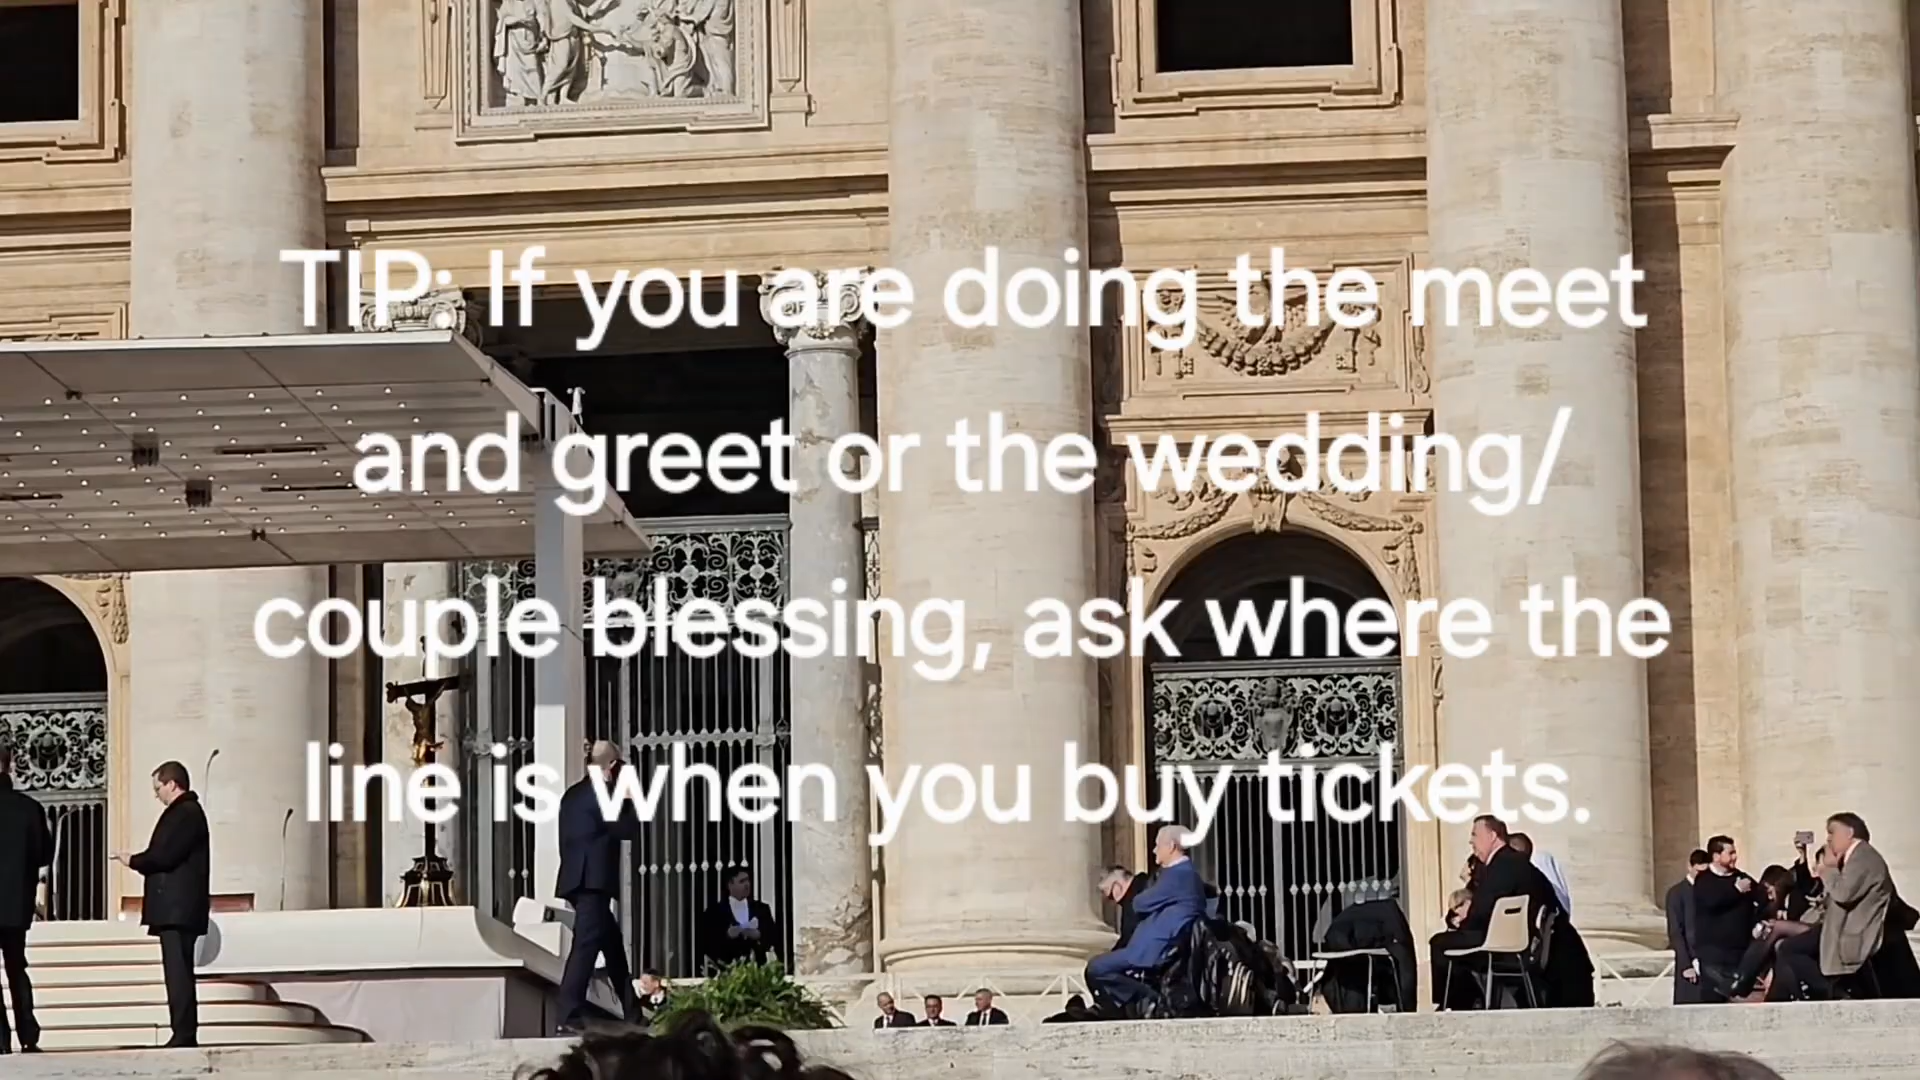 TIP: If you are doing the meet
and greet or the wedding/
couple blessing, ask where the
line is when you buy tickets.